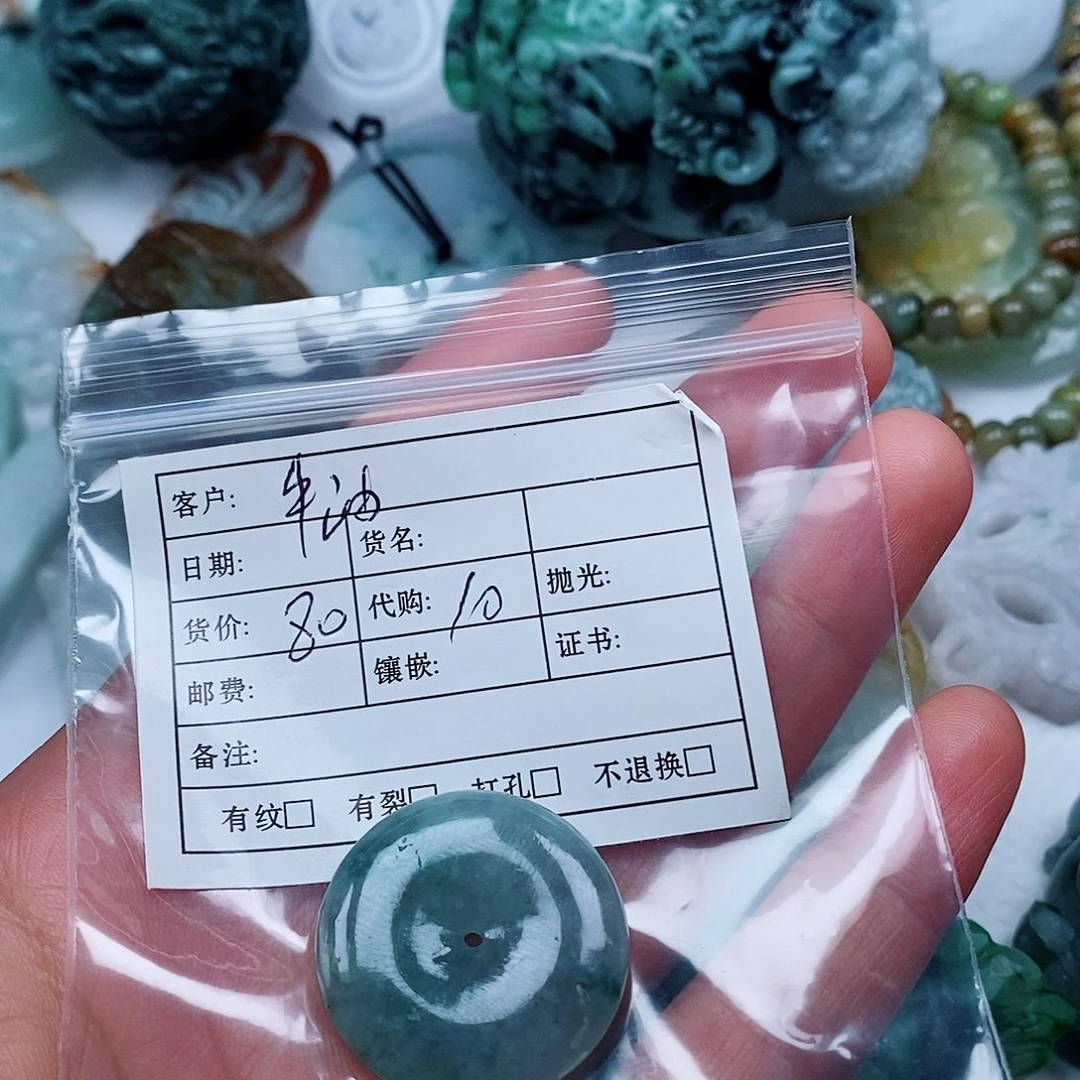 客户: 牛油
日期: 货名:
货价: 80 代购: 10 抛光:
邮费: 镶嵌: 证书:
备注:
有纹□ 有裂□ 打孔□ 不退换□